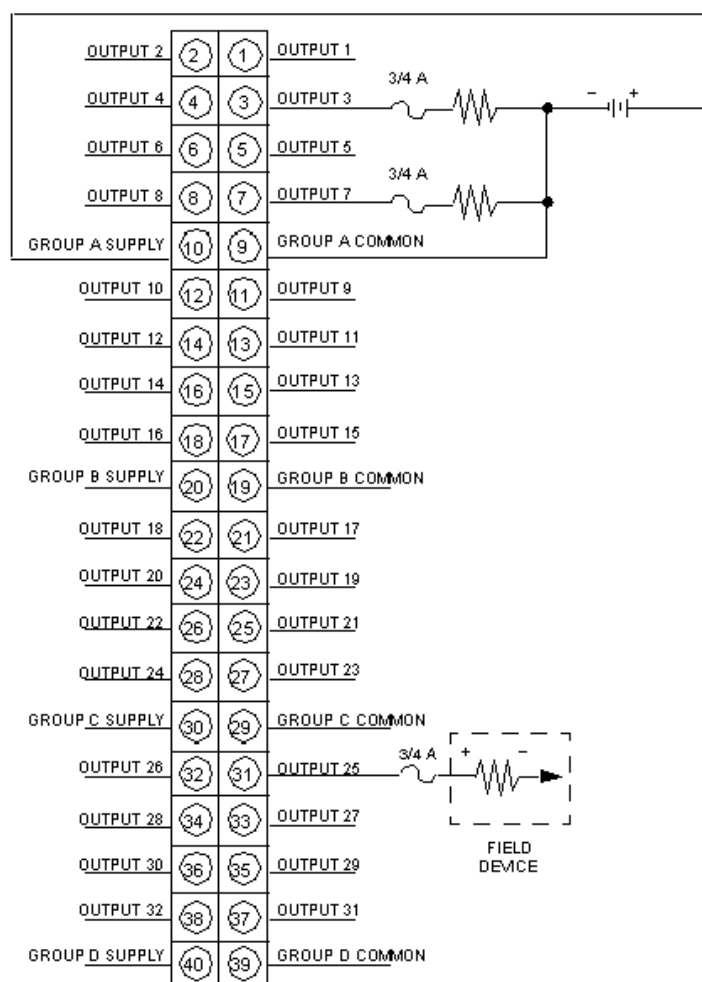 OUTPUT 2 2 1 OUTPUT 1
3/4 A
OUTPUT 4 4 3 OUTPUT 3 - +
OUTPUT 6 6 5 OUTPUT 5
3/4 A
OUTPUT 8 8 7 OUTPUT 7
GROUP A SUPPLY 10 9 GROUP A COMMON
OUTPUT 10 12 11 OUTPUT 9
OUTPUT 12 14 13 OUTPUT 11
OUTPUT 14 16 15 OUTPUT 13
OUTPUT 16 18 17 OUTPUT 15
GROUP B SUPPLY 20 19 GROUP B COMMON
OUTPUT 18 22 21 OUTPUT 17
OUTPUT 20 24 23 OUTPUT 19
OUTPUT 22 26 25 OUTPUT 21
OUTPUT 24 28 27 OUTPUT 23
GROUP C SUPPLY 30 29 GROUP C COMMON
3/4 A + -
OUTPUT 26 32 31 OUTPUT 25
OUTPUT 28 34 33 OUTPUT 27
FIELD
DEVICE
OUTPUT 30 36 35 OUTPUT 29
OUTPUT 32 38 37 OUTPUT 31
GROUP D SUPPLY 40 39 GROUP D COMMON